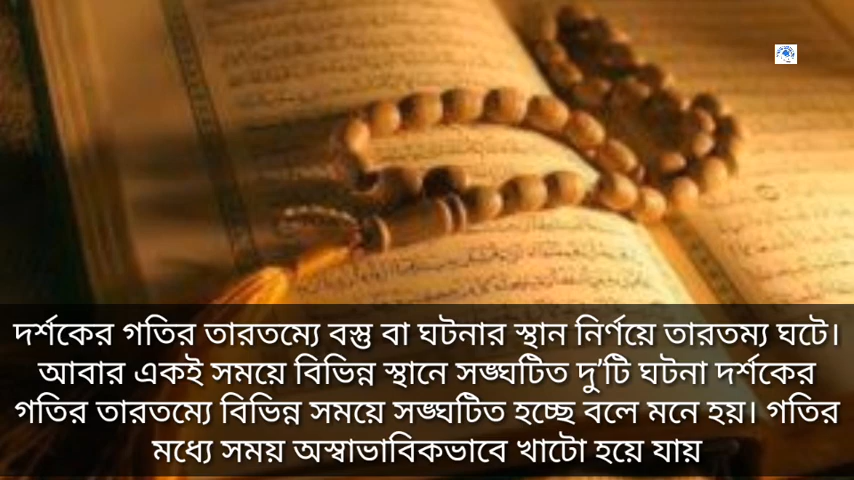 দর্শকের গতির তারতম্যে বস্তু বা ঘটনার স্থান নির্ণয়ে তারতম্য ঘটে।
আবার একই সময়ে বিভিন্ন স্থানে সঙ্ঘটিত দু’টি ঘটনা দর্শকের
গতির তারতম্যে বিভিন্ন সময়ে সঙ্ঘটিত হচ্ছে বলে মনে হয়। গতির
মধ্যে সময় অস্বাভাবিকভাবে খাটো হয়ে যায়